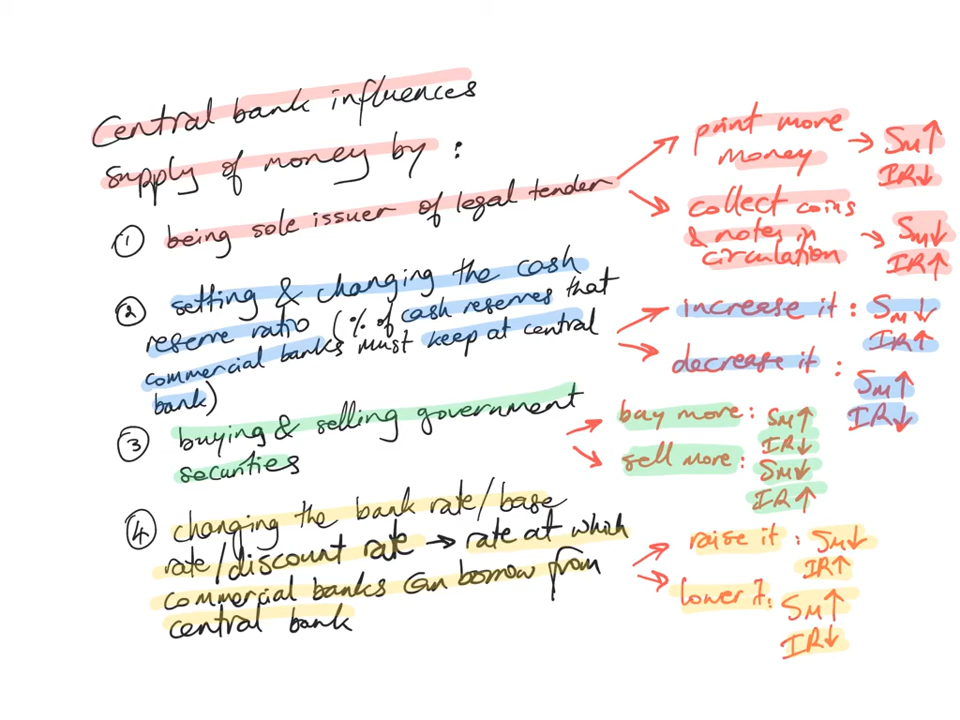 Central bank influences
supply of money by :
① being sole issuer of legal tender
print more
money → SM↑
IR↓
collect coins
& notes in
circulation → SM↓
IR↑
② setting & changing the cash
reserve ratio (% of cash reserves that
commercial banks must keep at central
bank)
increase it : SM↓
IR↑
decrease it : SM↑
IR↓
③ buying & selling government
securities
buy more : SM↑
IR↓
sell more : SM↓
IR↑
④ changing the bank rate/base
rate/discount rate → rate at which
commercial banks can borrow from
central bank
raise it : SM↓
IR↑
lower it : SM↑
IR↓